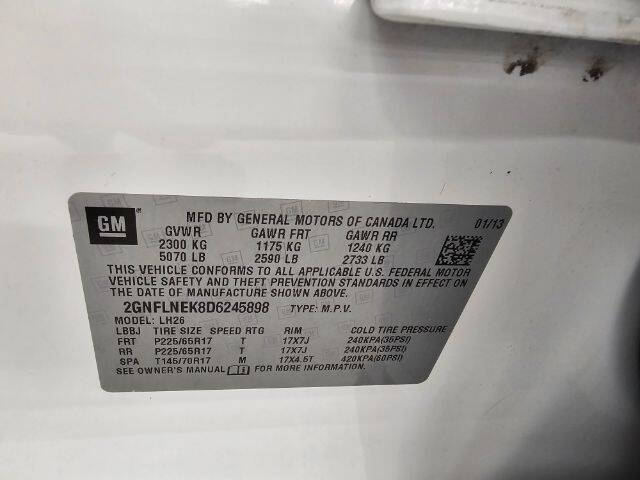 GM
MFD BY GENERAL MOTORS OF CANADA LTD. 01/13
GVWR GAWR FRT GAWR RR
2300 KG 1175 KG 1240 KG
5070 LB 2590 LB 2733 LB
THIS VEHICLE CONFORMS TO ALL APPLICABLE U.S. FEDERAL MOTOR
VEHICLE SAFETY AND THEFT PREVENTION STANDARDS IN EFFECT ON
THE DATE OF MANUFACTURE SHOWN ABOVE.
2GNFLNEK8D6245898 TYPE: M.P.V.
MODEL: LH26
LBBJ TIRE SIZE SPEED RTG RIM COLD TIRE PRESSURE
FRT P225/65R17 T 17X7J 240KPA(35PSI)
RR P225/65R17 T 17X7J 240KPA(35PSI)
SPA T145/70R17 M 17X4.5T 420KPA(60PSI)
SEE OWNER'S MANUAL FOR MORE INFORMATION.